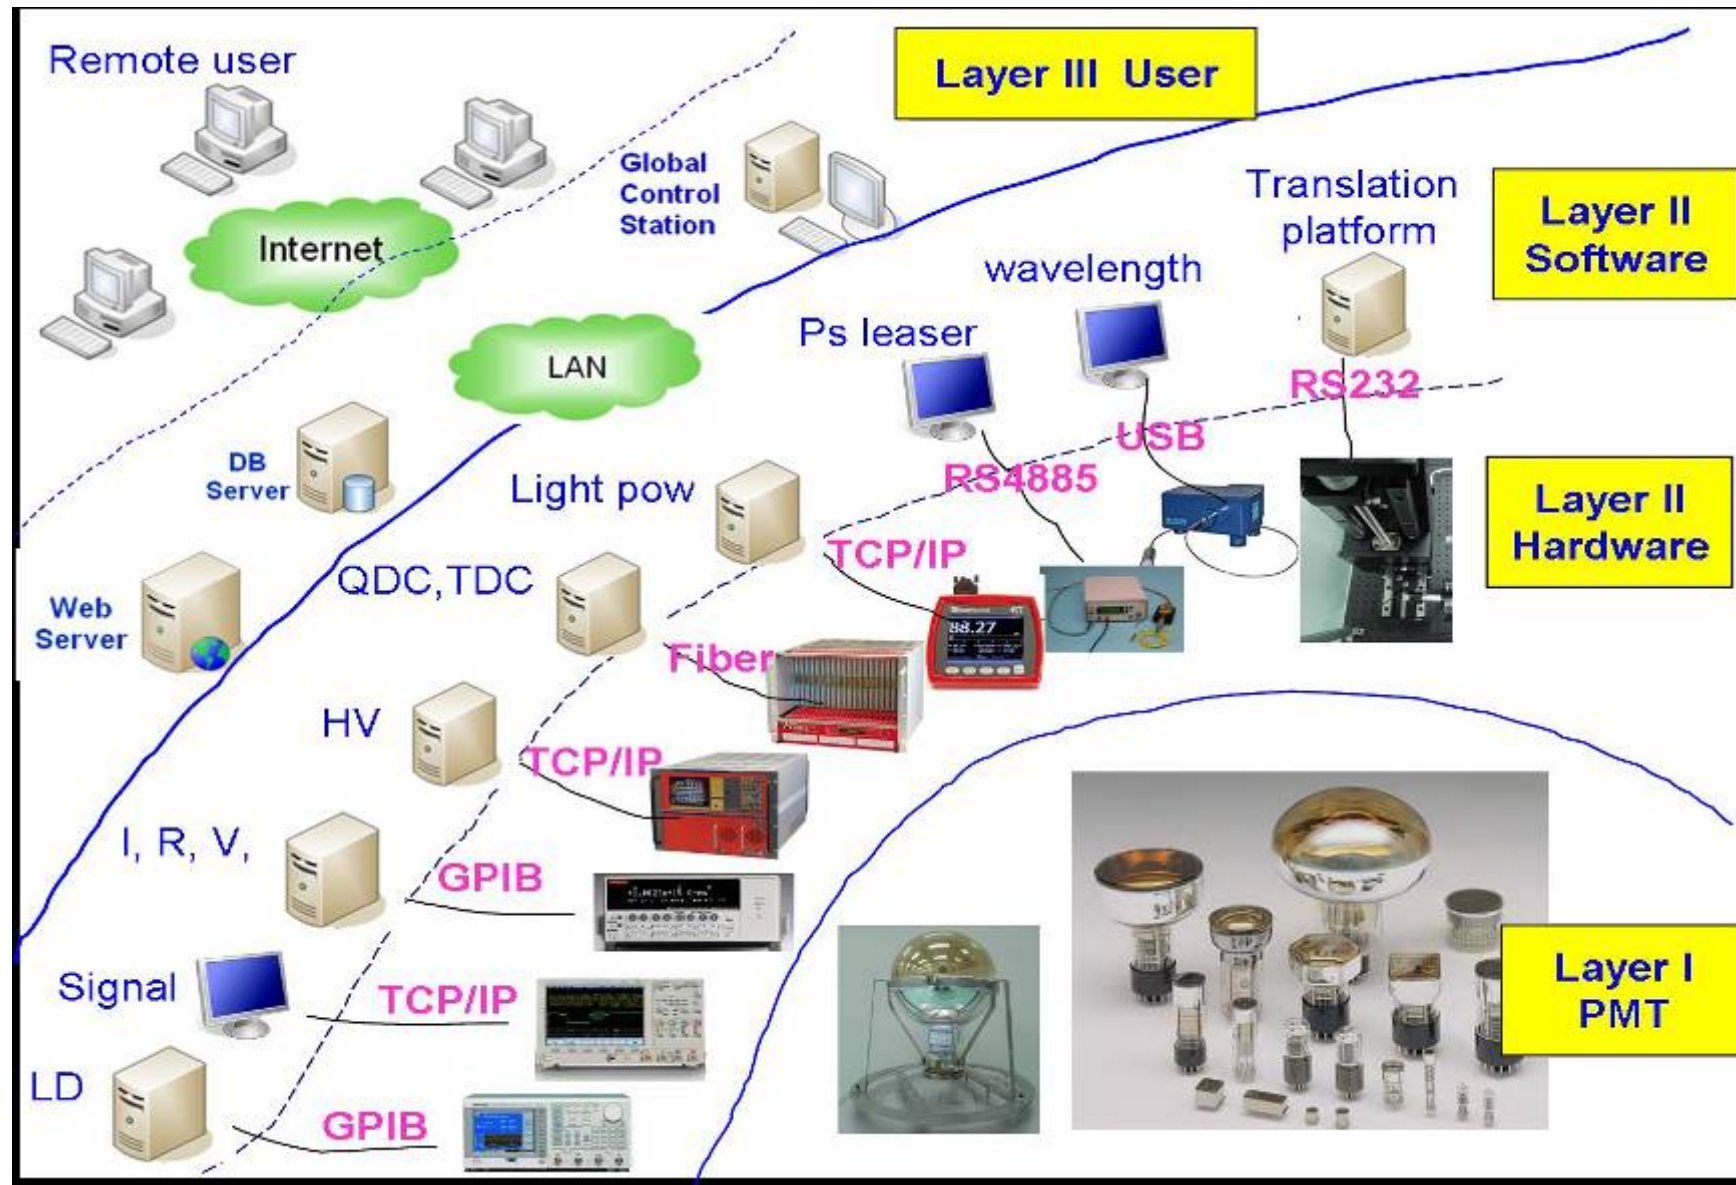 Remote user
Layer III  User
Global
Control
Station
Internet
Translation
platform
Layer II
Software
wavelength
Ps leaser
LAN
RS232
USB
DB
Server
Light pow
RS4885
Layer II
Hardware
TCP/IP
QDC,TDC
Web
Server
Fiber
88.27
HV
TCP/IP
I, R, V,
GPIB
Signal
TCP/IP
Layer I
PMT
LD
GPIB